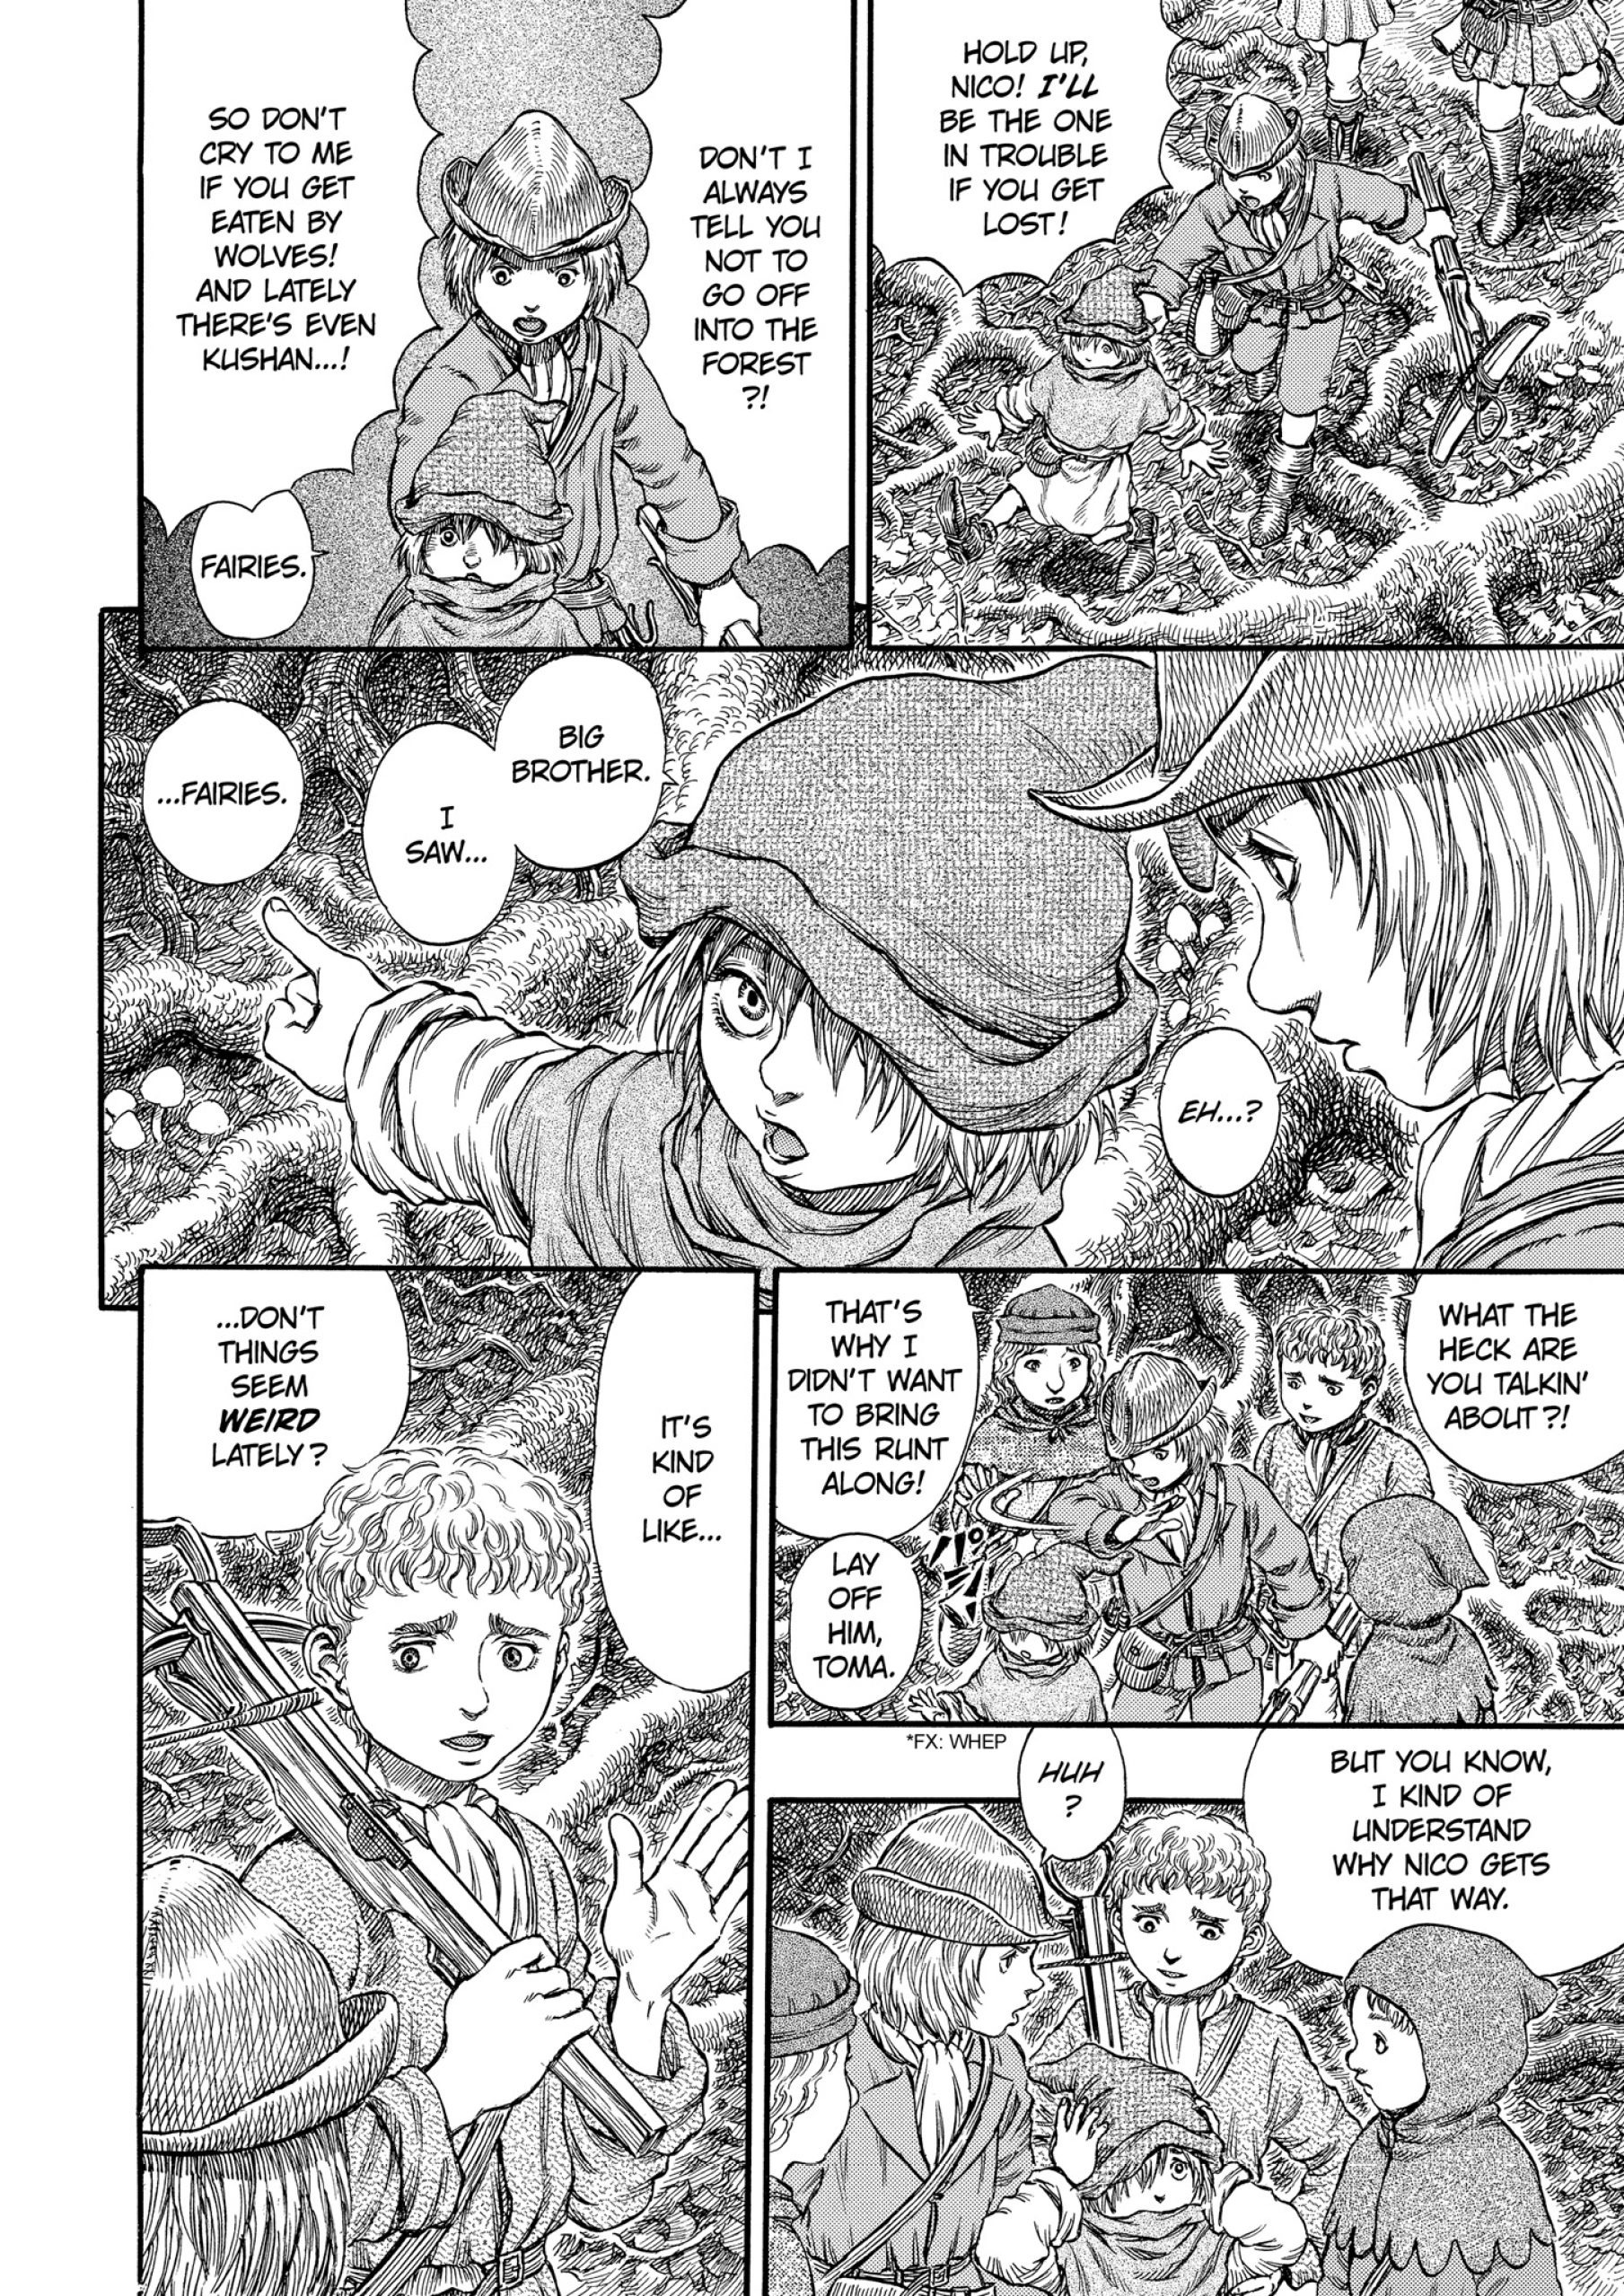 HOLD UP,
NICO! I'LL
BE THE ONE
IN TROUBLE
IF YOU GET
LOST!
DON'T I
ALWAYS
TELL YOU
NOT TO
GO OFF
INTO THE
FOREST
?!
SO DON'T
CRY TO ME
IF YOU GET
EATEN BY
WOLVES!
AND LATELY
THERE'S EVEN
KUSHAN...!
FAIRIES.
BIG
BROTHER.
I
SAW...
...FAIRIES.
EH...?
WHAT THE
HECK ARE
YOU TALKIN'
ABOUT?!
THAT'S
WHY I
DIDN'T WANT
TO BRING
THIS RUNT
ALONG!
LAY
OFF
HIM,
TOMA.
パシッ
*FX: WHEP
BUT YOU KNOW,
I KIND OF
UNDERSTAND
WHY NICO GETS
THAT WAY.
HUH
?
IT'S
KIND
OF
LIKE...
...DON'T
THINGS
SEEM
WEIRD
LATELY?